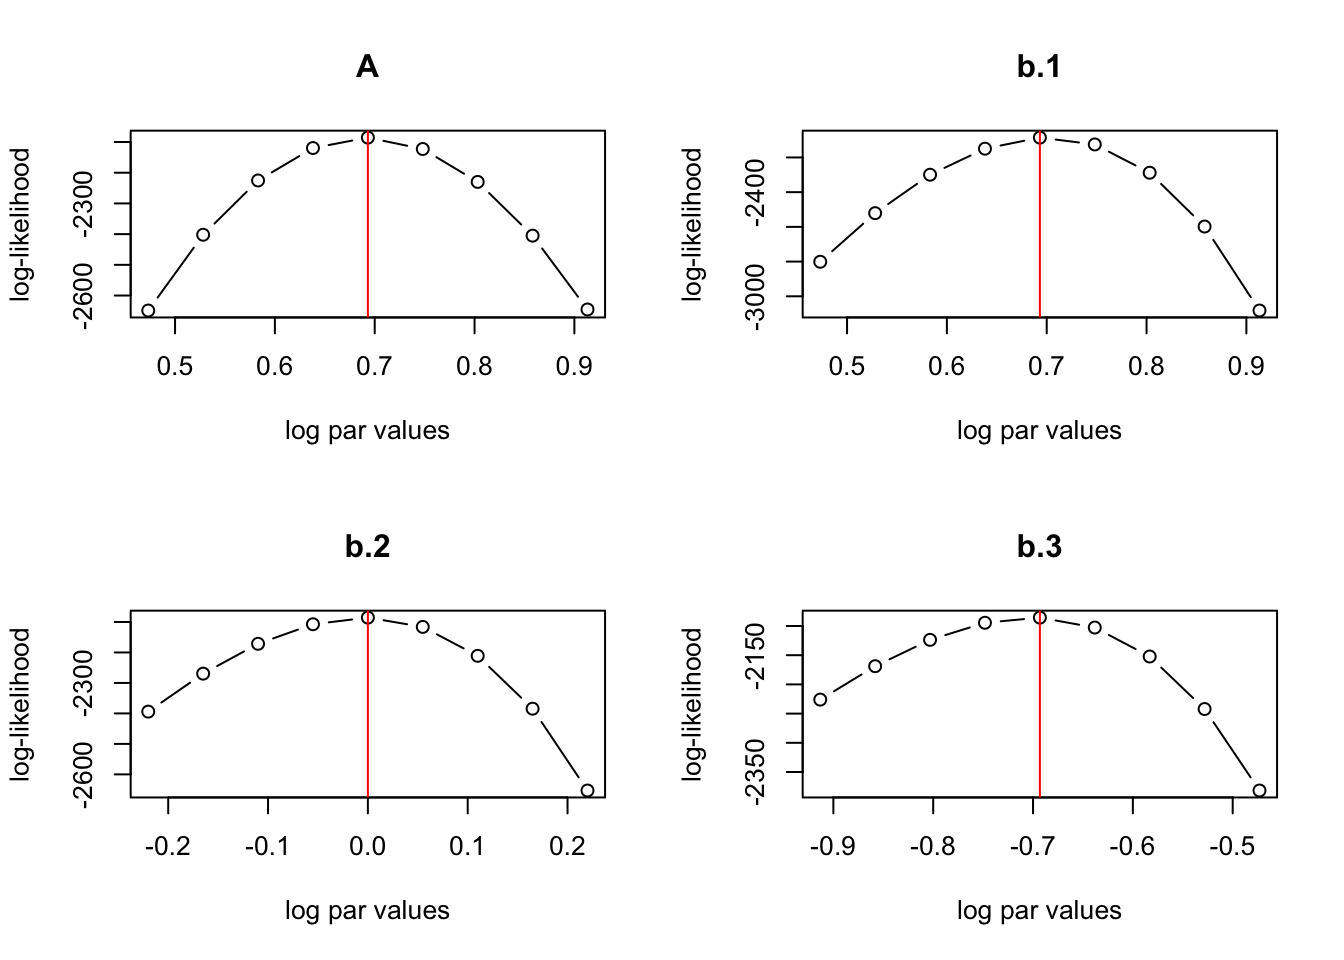 A
log-likelihood
-2300
-2600
0.5 0.6 0.7 0.8 0.9
log par values
b.1
log-likelihood
-2400
-3000
0.5 0.6 0.7 0.8 0.9
log par values
b.2
log-likelihood
-2300
-2600
-0.2 -0.1 0.0 0.1 0.2
log par values
b.3
log-likelihood
-2150
-2350
-0.9 -0.8 -0.7 -0.6 -0.5
log par values